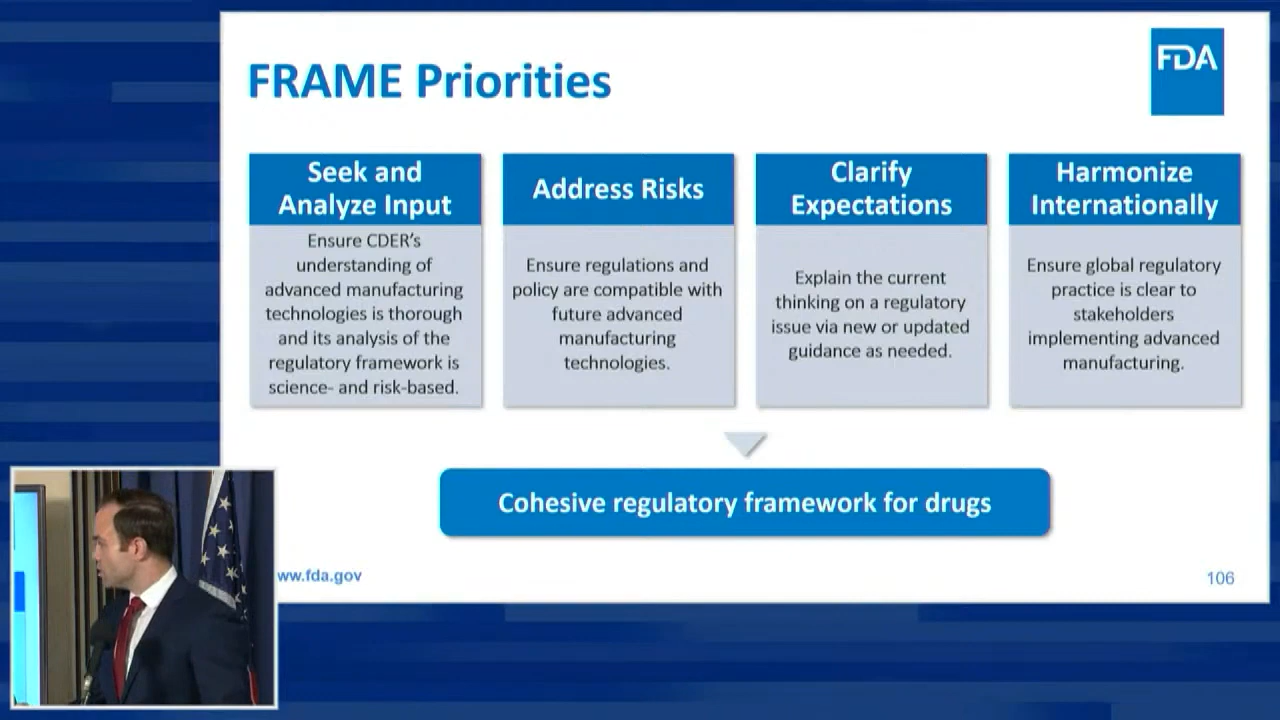 FRAME Priorities
FDA
Seek and
Analyze Input
Ensure CDER's
understanding of
advanced manufacturing
technologies is thorough
and its analysis of the
regulatory framework is
science- and risk-based.
Address Risks
Ensure regulations and
policy are compatible with
future advanced
manufacturing
technologies.
Clarify
Expectations
Explain the current
thinking on a regulatory
issue via new or updated
guidance as needed.
Harmonize
Internationally
Ensure global regulatory
practice is clear to
stakeholders
implementing advanced
manufacturing.
Cohesive regulatory framework for drugs
ww.fda.gov
106